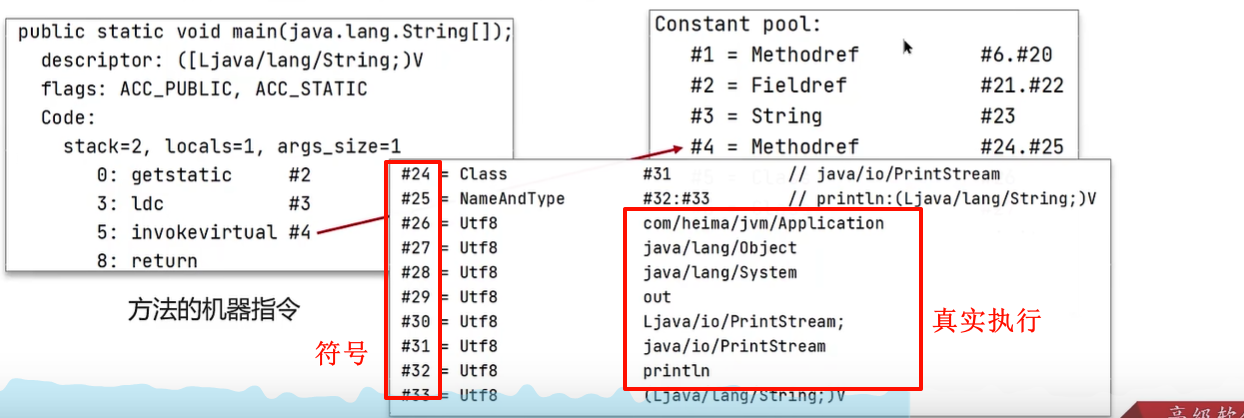 public static void main(java.lang.String[]);
descriptor: ([Ljava/lang/String;)V
flags: ACC_PUBLIC, ACC_STATIC
Code:
stack=2, locals=1, args_size=1
0: getstatic #2
3: ldc #3
5: invokevirtual #4
8: return
方法的机器指令
Constant pool:
#1 = Methodref #6.#20
#2 = Fieldref #21.#22
#3 = String #23
#4 = Methodref #24.#25
#24 = Class #31 // java/io/PrintStream
#25 = NameAndType #32:#33 // println:(Ljava/lang/String;)V
#26 = Utf8 com/heima/jvm/Application
#27 = Utf8 java/lang/Object
#28 = Utf8 java/lang/System
#29 = Utf8 out
#30 = Utf8 Ljava/io/PrintStream;
#31 = Utf8 java/io/PrintStream
#32 = Utf8 println
#33 = Utf8 (Ljava/lang/String;)V
符号
真实执行